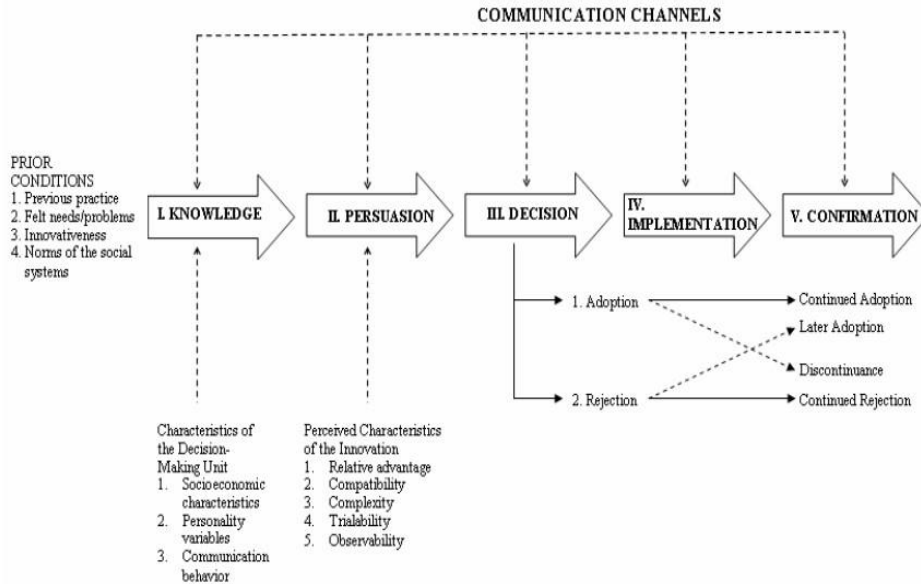 COMMUNICATION CHANNELS
PRIOR
CONDITIONS
1. Previous practice
2. Felt needs/problems
3. Innovativeness
4. Norms of the social
systems
I. KNOWLEDGE
II. PERSUASION
III. DECISION
IV.
IMPLEMENTATION
V. CONFIRMATION
1. Adoption
2. Rejection
Continued Adoption
Later Adoption
Discontinuance
Continued Rejection
Characteristics of
the Decision-
Making Unit
1. Socioeconomic
characteristics
2. Personality
variables
3. Communication
behavior
Perceived Characteristics
of the Innovation
1. Relative advantage
2. Compatibility
3. Complexity
4. Trialability
5. Observability